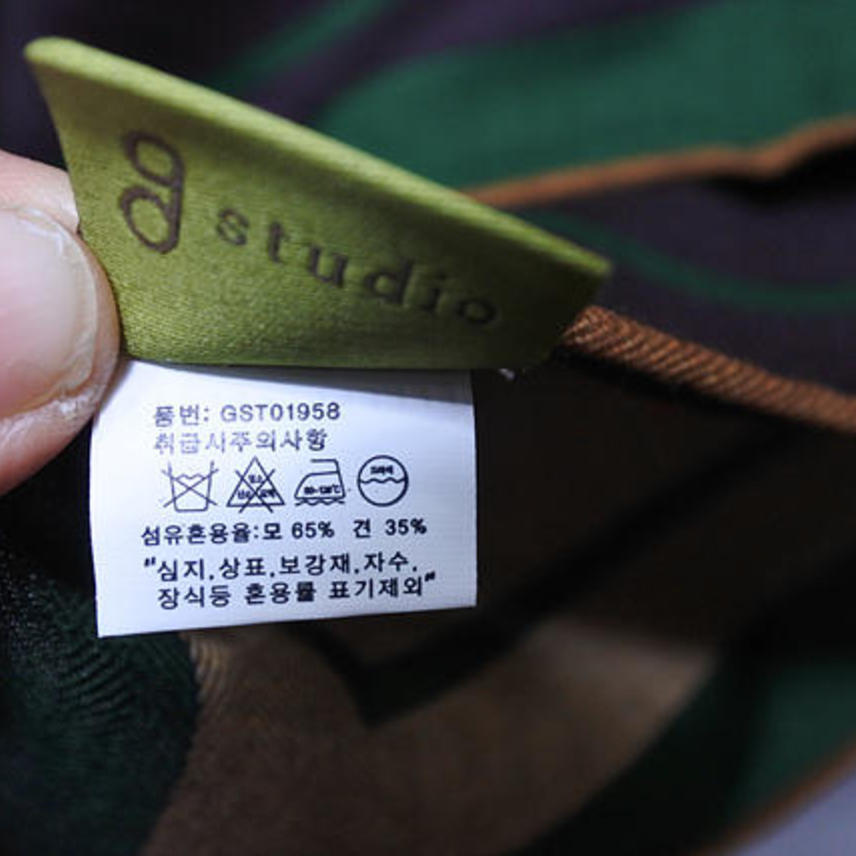 g studio
품번: GST01958
취급시주의사항
섬유혼용율:모 65% 견 35%
"심지,상표,보강재,자수,
장식등 혼용률 표기제외"